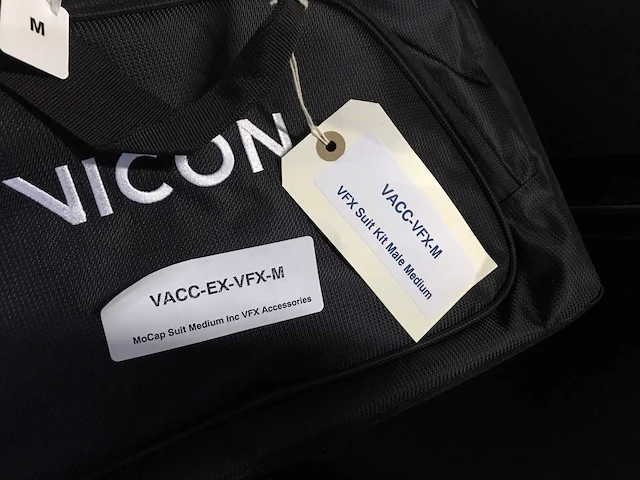 M
VICON
VACC-VFX-M
VFX Suit Kit Male Medium
VACC-EX-VFX-M
MoCap Suit Medium Inc VFX Accessories